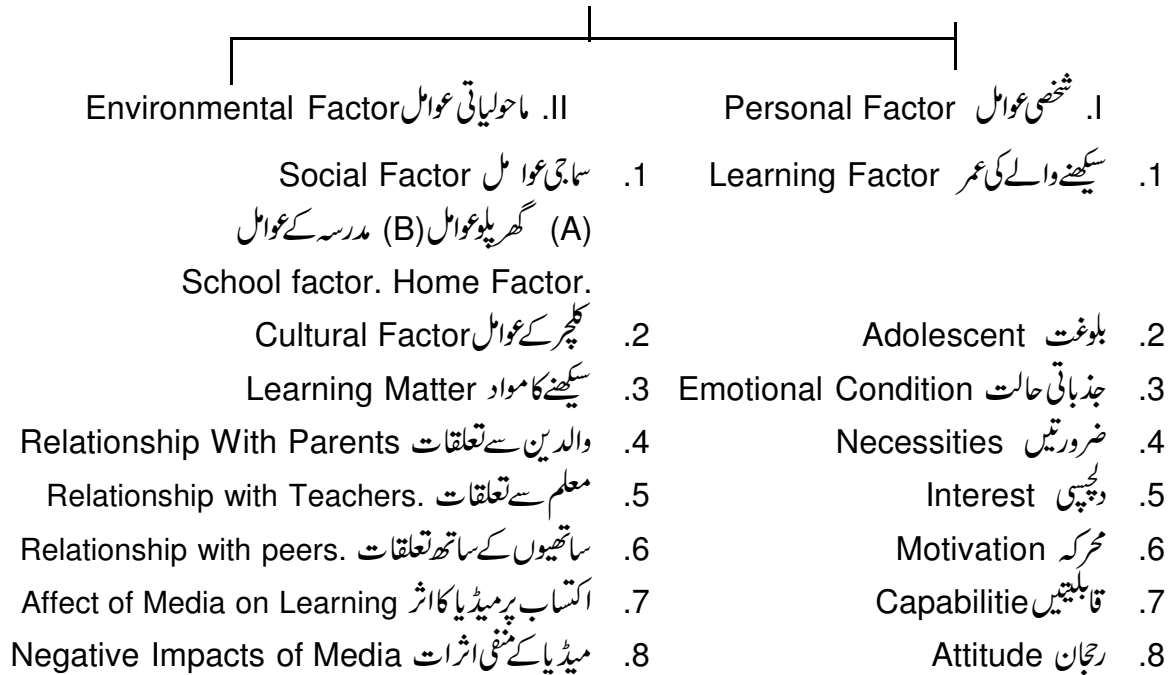 I. شخصی عوامل Personal Factor
1. سیکھنے والے کی عمر Learning Factor
2. بلوغت Adolescent
3. جذباتی حالت Emotional Condition
4. ضرورتیں Necessities
5. دلچسپی Interest
6. محرکہ Motivation
7. قابلیتیں Capabilitie
8. رجحان Attitude
II. ماحولیاتی عوامل Environmental Factor
1. سماجی عوا مل Social Factor
(A) گھریلو عوامل (B) مدرسہ کے عوامل
School factor. Home Factor.
2. کلچر کے عوامل Cultural Factor
3. سیکھنے کا مواد Learning Matter
4. والدین سے تعلقات Relationship With Parents
5. معلم سے تعلقات Relationship with Teachers.
6. ساتھیوں کے ساتھ تعلقات Relationship with peers.
7. اکتساب پر میڈیا کا اثر Affect of Media on Learning
8. میڈیا کے منفی اثرات Negative Impacts of Media